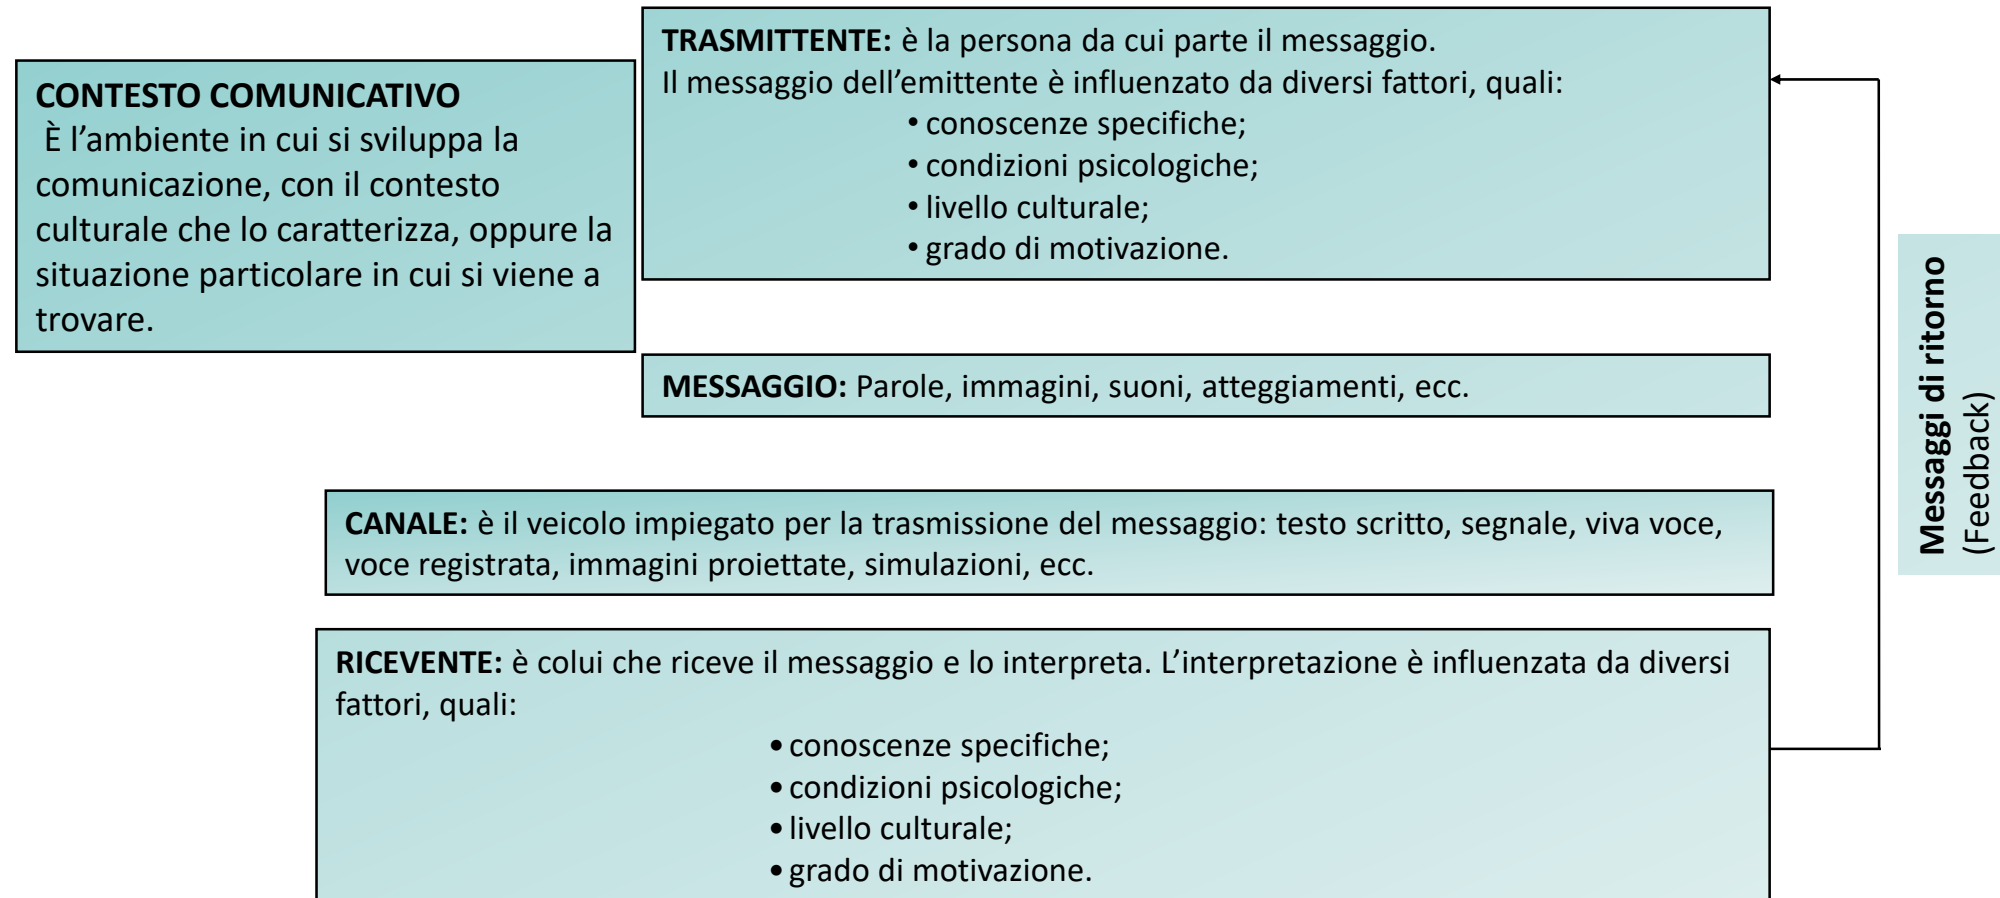 CONTESTO COMUNICATIVO
È l’ambiente in cui si sviluppa la
comunicazione, con il contesto
culturale che lo caratterizza, oppure la
situazione particolare in cui si viene a
trovare.
TRASMITTENTE: è la persona da cui parte il messaggio.
Il messaggio dell’emittente è influenzato da diversi fattori, quali:
• conoscenze specifiche;
• condizioni psicologiche;
• livello culturale;
• grado di motivazione.
MESSAGGIO: Parole, immagini, suoni, atteggiamenti, ecc.
CANALE: è il veicolo impiegato per la trasmissione del messaggio: testo scritto, segnale, viva voce,
voce registrata, immagini proiettate, simulazioni, ecc.
RICEVENTE: è colui che riceve il messaggio e lo interpreta. L’interpretazione è influenzata da diversi
fattori, quali:
• conoscenze specifiche;
• condizioni psicologiche;
• livello culturale;
• grado di motivazione.
Messaggi di ritorno
(Feedback)